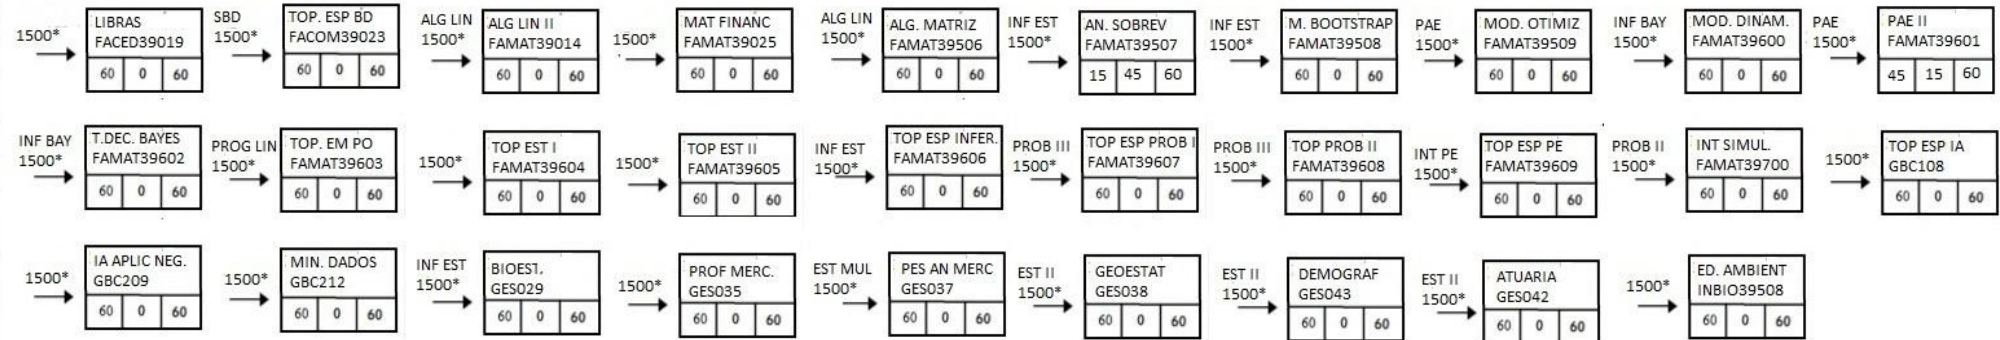 1500*
LIBRAS
FACED39019
60 0 60
SBD
1500*
TOP. ESP BD
FACOM39023
60 0 60
ALG LIN
1500*
ALG LIN II
FAMAT39014
60 0 60
1500*
MAT FINANC
FAMAT39025
60 0 60
ALG LIN
1500*
ALG. MATRIZ
FAMAT39506
60 0 60
INF EST
1500*
AN. SOBREV
FAMAT39507
15 45 60
INF EST
1500*
M. BOOTSTRAP
FAMAT39508
60 0 60
PAE
1500*
MOD. OTIMIZ
FAMAT39509
60 0 60
INF BAY
1500*
MOD. DINAM.
FAMAT39600
60 0 60
PAE
1500*
PAE II
FAMAT39601
45 15 60
INF BAY
1500*
T.DEC. BAYES
FAMAT39602
60 0 60
PROG LIN
1500*
TOP. EM PO
FAMAT39603
60 0 60
1500*
TOP EST I
FAMAT39604
60 0 60
1500*
TOP EST II
FAMAT39605
60 0 60
INF EST
1500*
TOP ESP INFER.
FAMAT39606
60 0 60
PROB III
1500*
TOP ESP PROB I
FAMAT39607
60 0 60
PROB III
1500*
TOP PROB II
FAMAT39608
60 0 60
INT PE
1500*
TOP ESP PE
FAMAT39609
60 0 60
PROB II
1500*
INT SIMUL.
FAMAT39700
60 0 60
1500*
TOP ESP IA
GBC108
60 0 60
1500*
IA APLIC NEG.
GBC209
60 0 60
1500*
MIN. DADOS
GBC212
60 0 60
INF EST
1500*
BIOEST.
GES029
60 0 60
1500*
PROF MERC.
GES035
60 0 60
EST MUL
1500*
PES AN MERC
GES037
60 0 60
EST II
1500*
GEOESTAT
GES038
60 0 60
EST II
1500*
DEMOGRAF
GES043
60 0 60
EST II
1500*
ATUARIA
GES042
60 0 60
1500*
ED. AMBIENT
INBIO39508
60 0 60